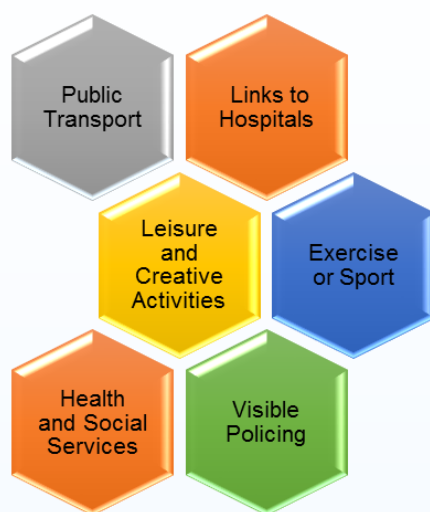 Public
Transport
Links to
Hospitals
Leisure
and
Creative
Activities
Exercise
or Sport
Health
and Social
Services
Visible
Policing